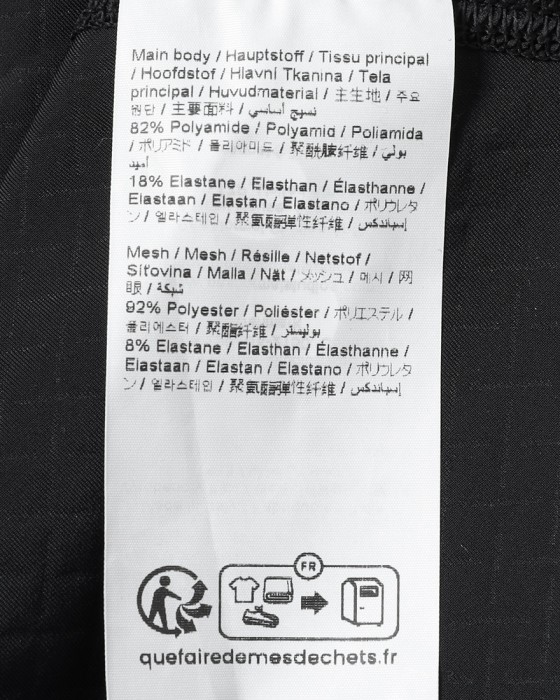 Main body / Hauptstoff / Tissu principal
/ Hoofdstof / Hlavní Tkanina / Tela
principal / Huvudmaterial / 主生地 / 주요
원단 / 主要面料 / نسيج أساسي
82% Polyamide / Polyamid / Poliamida
/ ポリアミド / 폴리아미드 / 聚酰胺纤维 / بولي
أميد
18% Elastane / Elasthan / Élasthanne /
Elastaan / Elastan / Elastano / ポリウレタ
ン / 엘라스테인 / 聚氨酯弹性纤维 / إسباندكس
Mesh / Mesh / Résille / Netstof /
Síťovina / Malla / Nät / メッシュ / 메시 / 网
眼 / شبكة
92% Polyester / Poliéster / ポリエステル /
폴리에스터 / 聚酯纤维 / بوليستر
8% Elastane / Elasthan / Élasthanne /
Elastaan / Elastan / Elastano / ポリウレタ
ン / 엘라스테인 / 聚氨酯弹性纤维 / إسباندكس
FR
quefairedemesdechets.fr